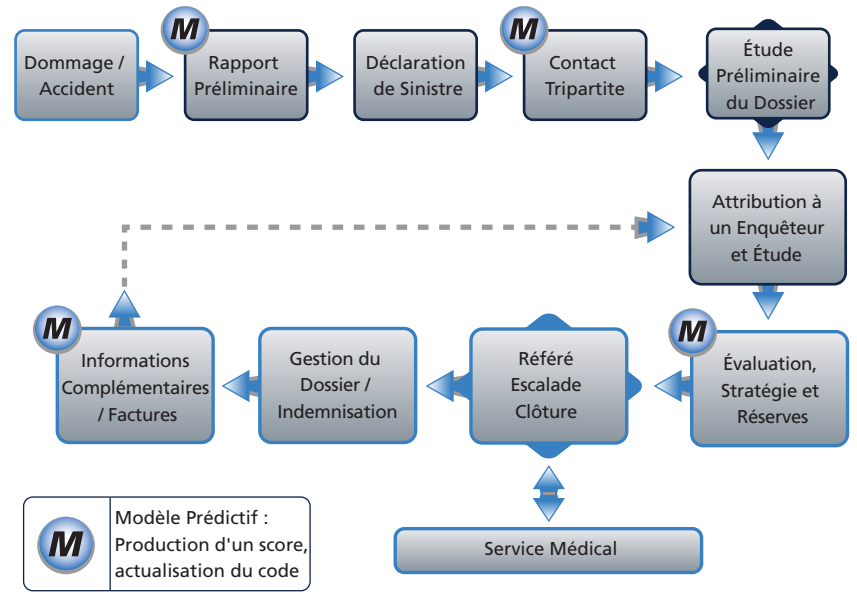 M
Dommage /
Accident
M
Rapport
Préliminaire
Déclaration
de Sinistre
M
Contact
Tripartite
Étude
Préliminaire
du Dossier
Attribution à
un Enquêteur
et Étude
M
Évaluation,
Stratégie et
Réserves
Référé
Escalade
Clôture
Gestion du
Dossier /
Indemnisation
M
Informations
Complémentaires
/ Factures
Service Médical
M
Modèle Prédictif :
Production d'un score,
actualisation du code